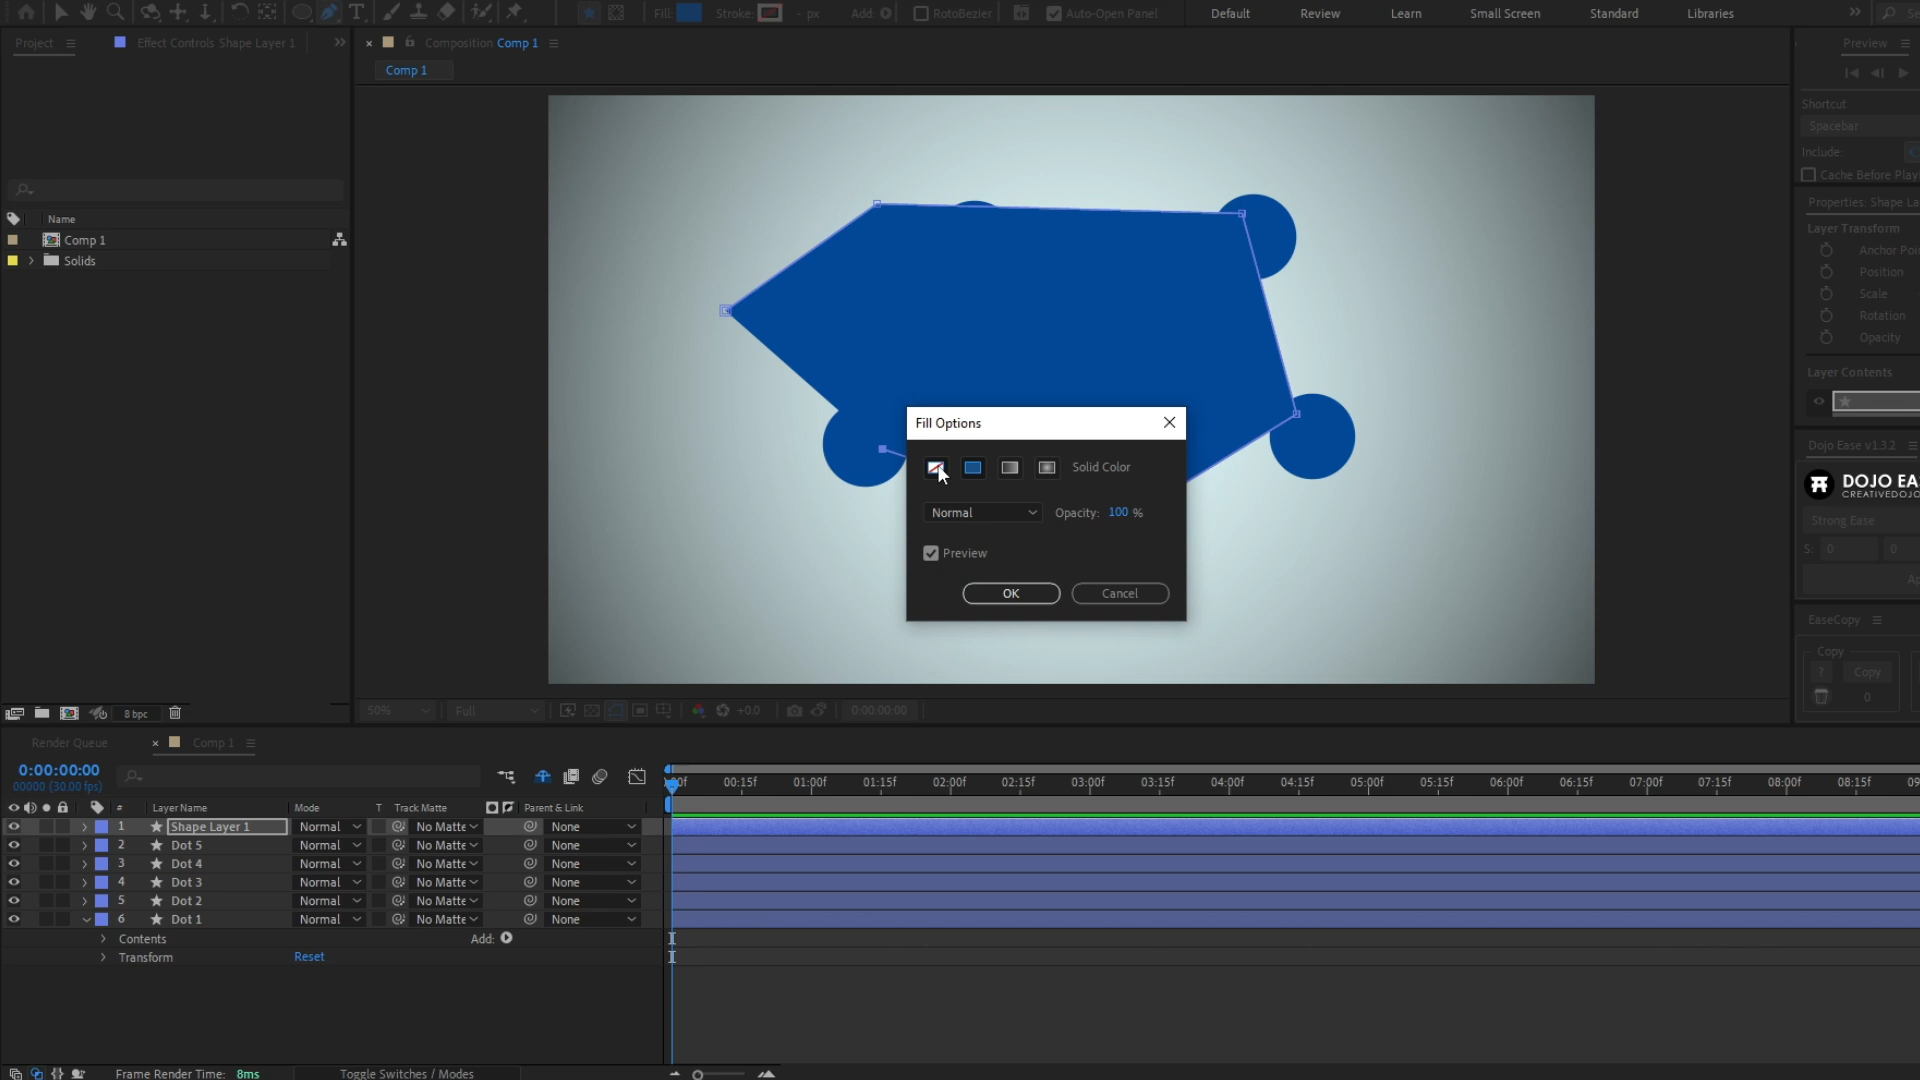 Fill: Stroke: - px Add: RotoBezier Auto-Open Panel Default Review Learn Small Screen Standard Libraries
Project Effect Controls Shape Layer 1
Composition Comp 1
Comp 1
Preview
Shortcut
Spacebar
Include:
Cache Before Play
Properties: Shape La
Layer Transform
Anchor Poi
Position
Scale
Rotation
Opacity
Layer Contents
Dojo Ease v1.3.2
DOJO EA
CREATIVEDOJO
Strong Ease
S: 0 0
Ap
EaseCopy
Copy
? Copy
0
Name
Comp 1
Solids
8 bpc
Fill Options
Solid Color
Normal Opacity: 100 %
Preview
OK Cancel
50% Full +0.0 0:00:00:00
Render Queue Comp 1
0:00:00:00
00000 (30.00 fps)
00f 00:15f 01:00f 01:15f 02:00f 02:15f 03:00f 03:15f 04:00f 04:15f 05:00f 05:15f 06:00f 06:15f 07:00f 07:15f 08:00f 08:15f 09
# Layer Name Mode T Track Matte Parent & Link
1 Shape Layer 1 Normal No Matte None
2 Dot 5 Normal No Matte None
3 Dot 4 Normal No Matte None
4 Dot 3 Normal No Matte None
5 Dot 2 Normal No Matte None
6 Dot 1 Normal No Matte None
Contents Add:
Transform Reset
Frame Render Time: 8ms Toggle Switches / Modes